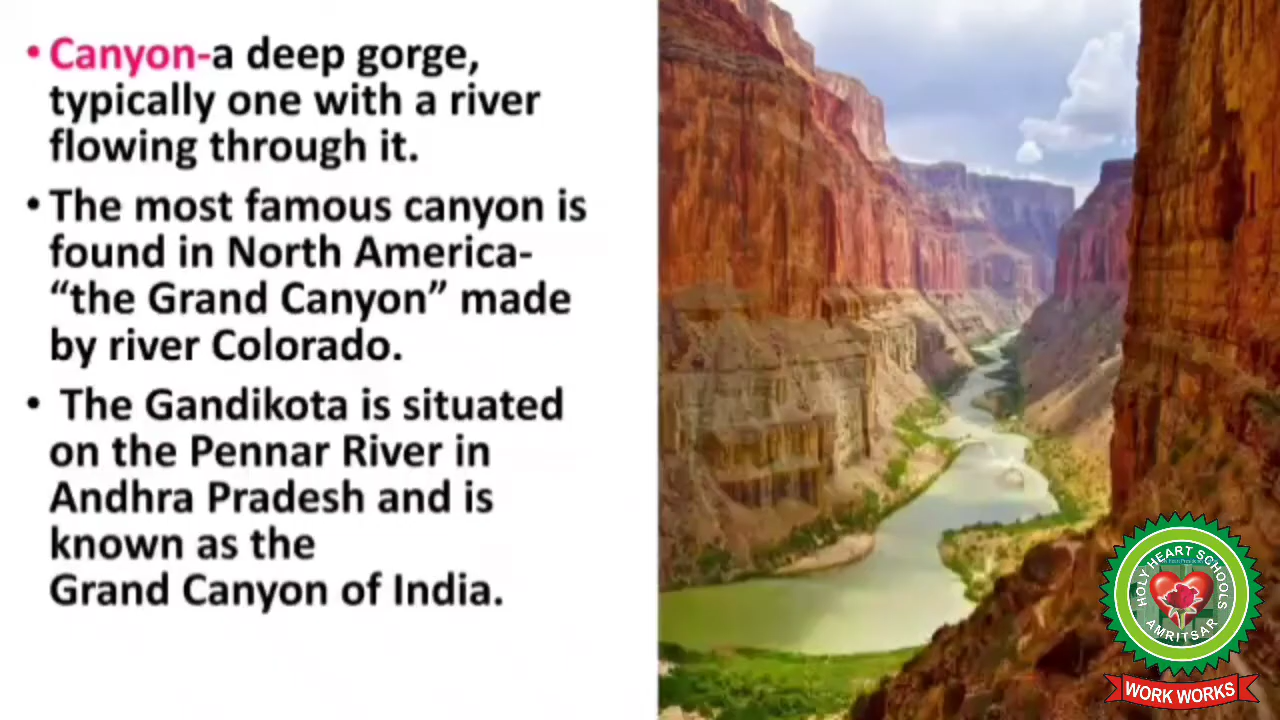 • Canyon-a deep gorge,
typically one with a river
flowing through it.
• The most famous canyon is
found in North America-
“the Grand Canyon” made
by river Colorado.
• The Gandikota is situated
on the Pennar River in
Andhra Pradesh and is
known as the
Grand Canyon of India.
HOLY HEART SCHOOLS
AMRITSAR
WORK WORKS